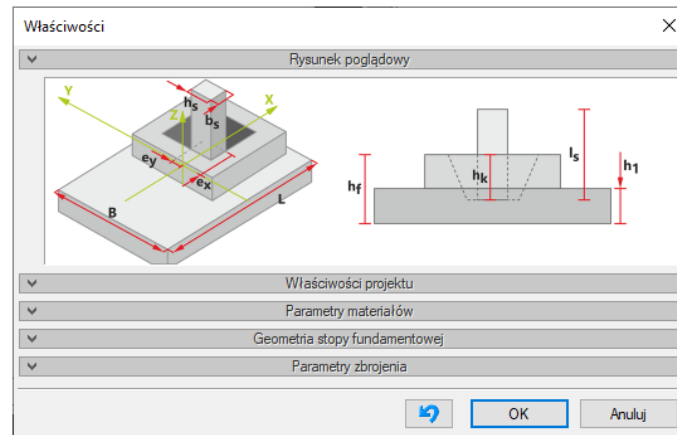 Właściwości
Rysunek poglądowy
Y
hs
bs
X
Z
ey
ex
B
L
hf
hk
ls
h1
Właściwości projektu
Parametry materiałów
Geometria stopy fundamentowej
Parametry zbrojenia
OK
Anuluj